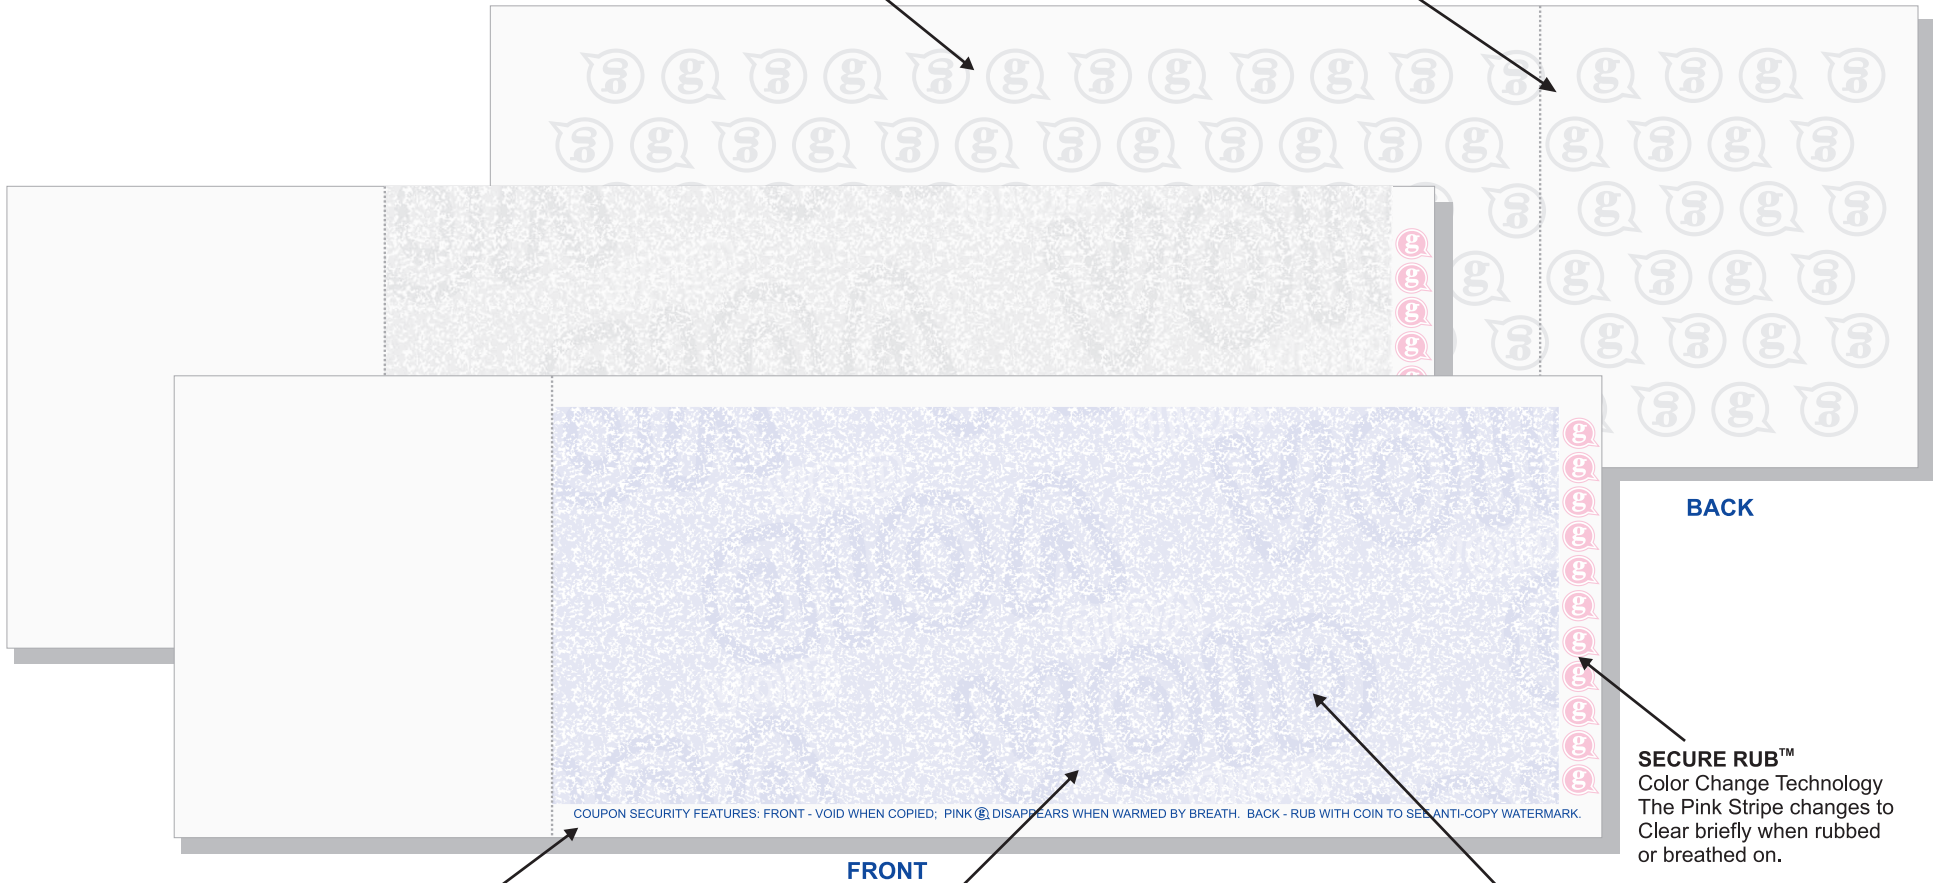 BACK
SECURE RUB™
Color Change Technology
The Pink Stripe changes to
Clear briefly when rubbed
or breathed on.
COUPON SECURITY FEATURES: FRONT - VOID WHEN COPIED; PINK g DISAPPEARS WHEN WARMED BY BREATH. BACK - RUB WITH COIN TO SEE ANTI-COPY WATERMARK.
FRONT